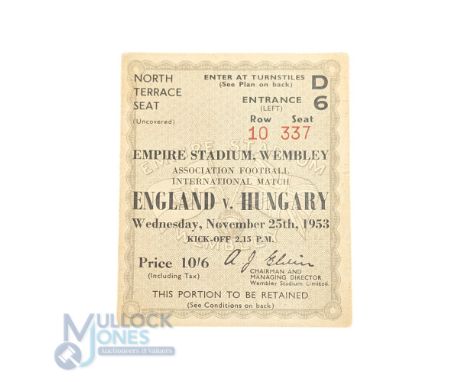 NORTH
TERRACE
SEAT
(Uncovered)
ENTER AT TURNSTILES
(See Plan on back)
D
6
ENTRANCE
(LEFT)
Row Seat
10 337
EMPIRE STADIUM, WEMBLEY
ASSOCIATION FOOTBALL
INTERNATIONAL MATCH
ENGLAND v. HUNGARY
Wednesday, November 25th, 1953
KICK-OFF 2.15 P.M.
Price 10/6
(Including Tax)
A J Elvin
CHAIRMAN AND
MANAGING DIRECTOR
Wembley Stadium Limited.
THIS PORTION TO BE RETAINED
(See Conditions on back)
MULLOCK
JONES
Auctioneers & Valuers